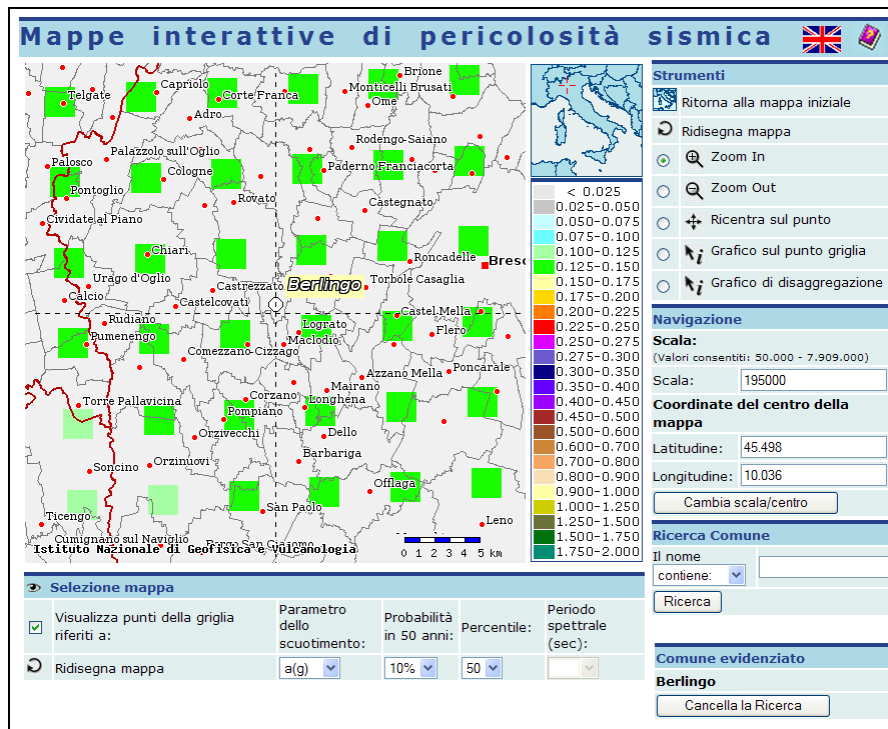 Mappe interattive di pericolosità sismica
Brione
Telgate
Capriolo
Corte Franca
Monticelli Brusati
Ome
Adro
Rodengo-Saiano
Palosco
Palazzolo sull'Oglio
Cologne
Paderno Franciacorta
Pontoglio
Rovato
Castegnato
Cividate al Piano
Chiari
Roncadelle
Bresc
Urago d'Oglio
Castrezzato
Berlingo
Torbole Casaglia
Calcio
Castelcovati
Castel Mella
Rudiano
Lograto
Flero
Pumenengo
Maclodio
Comezzano-Cizzago
Azzano Mella
Poncarale
Mairano
Torre Pallavicina
Corzano
Longhena
Pompiano
Orzivecchi
Dello
Barbariga
Soncino
Orzinuovi
Offlaga
San Paolo
Ticengo
Leno
Cumignano sul Naviglio
Borgo San Giacomo
Istituto Nazionale di Geofisica e Vulcanologia
0 1 2 3 4 5 km
< 0.025
0.025-0.050
0.050-0.075
0.075-0.100
0.100-0.125
0.125-0.150
0.150-0.175
0.175-0.200
0.200-0.225
0.225-0.250
0.250-0.275
0.275-0.300
0.300-0.350
0.350-0.400
0.400-0.450
0.450-0.500
0.500-0.600
0.600-0.700
0.700-0.800
0.800-0.900
0.900-1.000
1.000-1.250
1.250-1.500
1.500-1.750
1.750-2.000
Strumenti
Ritorna alla mappa iniziale
Ridisegna mappa
Zoom In
Zoom Out
Ricentra sul punto
Grafico sul punto griglia
Grafico di disaggregazione
Navigazione
Scala:
(Valori consentiti: 50.000 - 7.909.000)
Scala: 195000
Coordinate del centro della
mappa
Latitudine: 45.498
Longitudine: 10.036
Cambia scala/centro
Ricerca Comune
Il nome
contiene:
Ricerca
Comune evidenziato
Berlingo
Cancella la Ricerca
Selezione mappa
Visualizza punti della griglia
riferiti a:
Parametro
dello
scuotimento:
Probabilità
in 50 anni:
Percentile:
Periodo
spettrale
(sec):
Ridisegna mappa
a(g)
10%
50